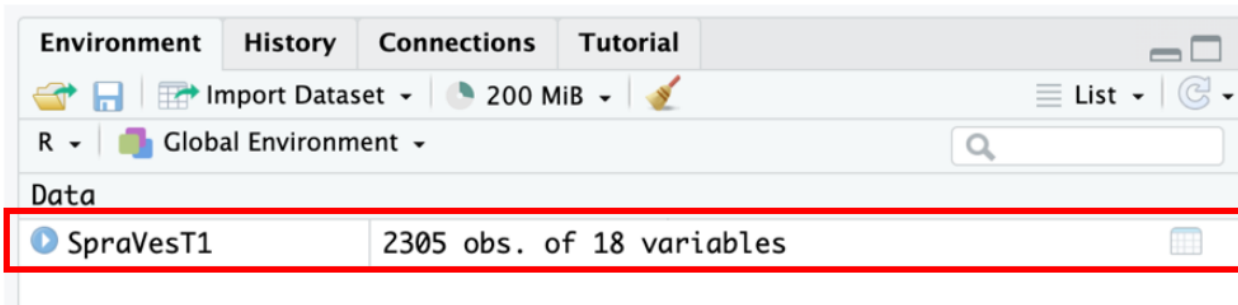 Environment History Connections Tutorial
Import Dataset 200 MiB List
R Global Environment
Data
SpraVesT1 2305 obs. of 18 variables